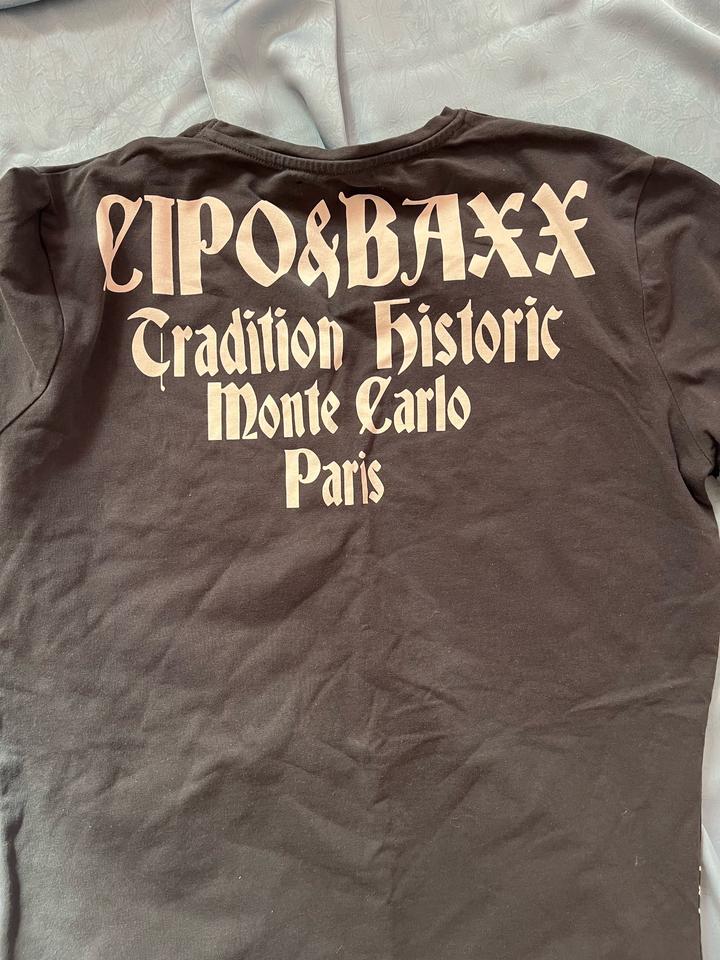 CIPO&BAXX
Tradition Historic
Monte Carlo
Paris